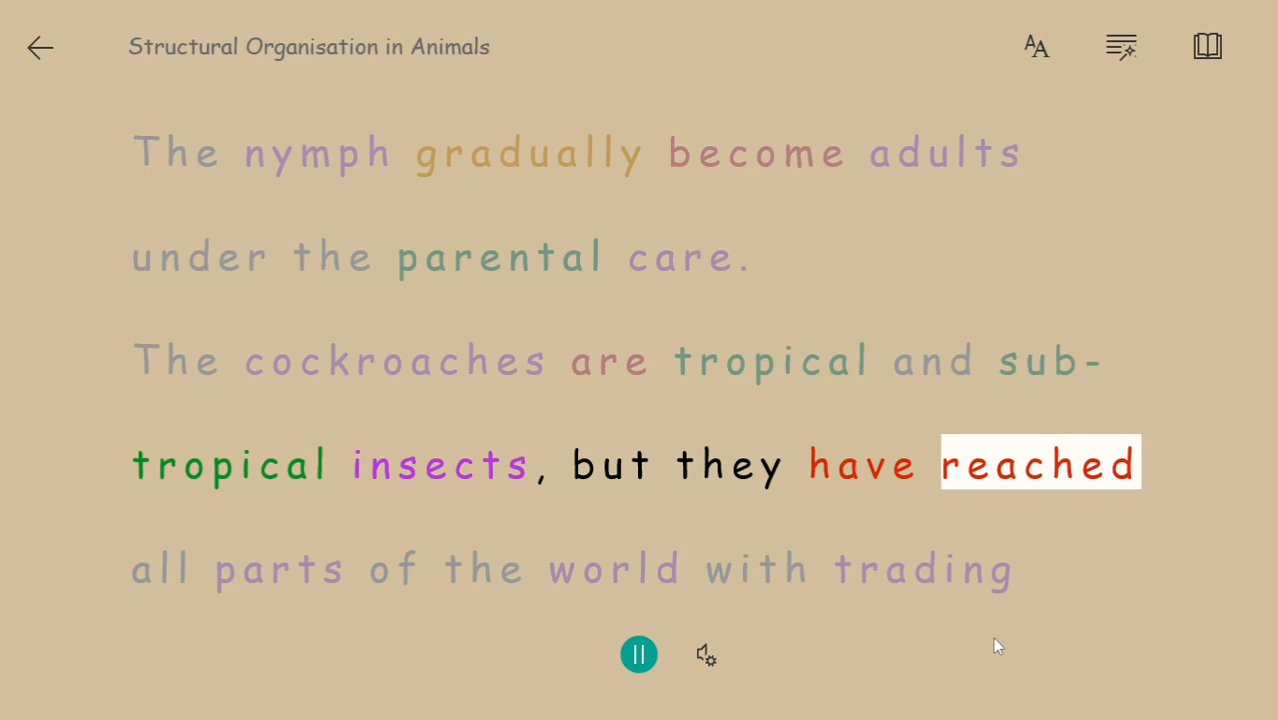 Structural Organisation in Animals
The nymph gradually become adults
under the parental care.
The cockroaches are tropical and sub-
tropical insects, but they have reached
all parts of the world with trading